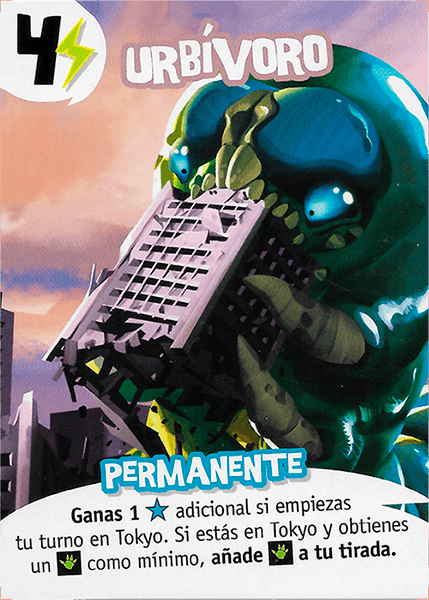 4
URBÍVORO
PERMANENTE
Ganas 1 adicional si empiezas
tu turno en Tokyo. Si estás en Tokyo y obtienes
un como mínimo, añade a tu tirada.